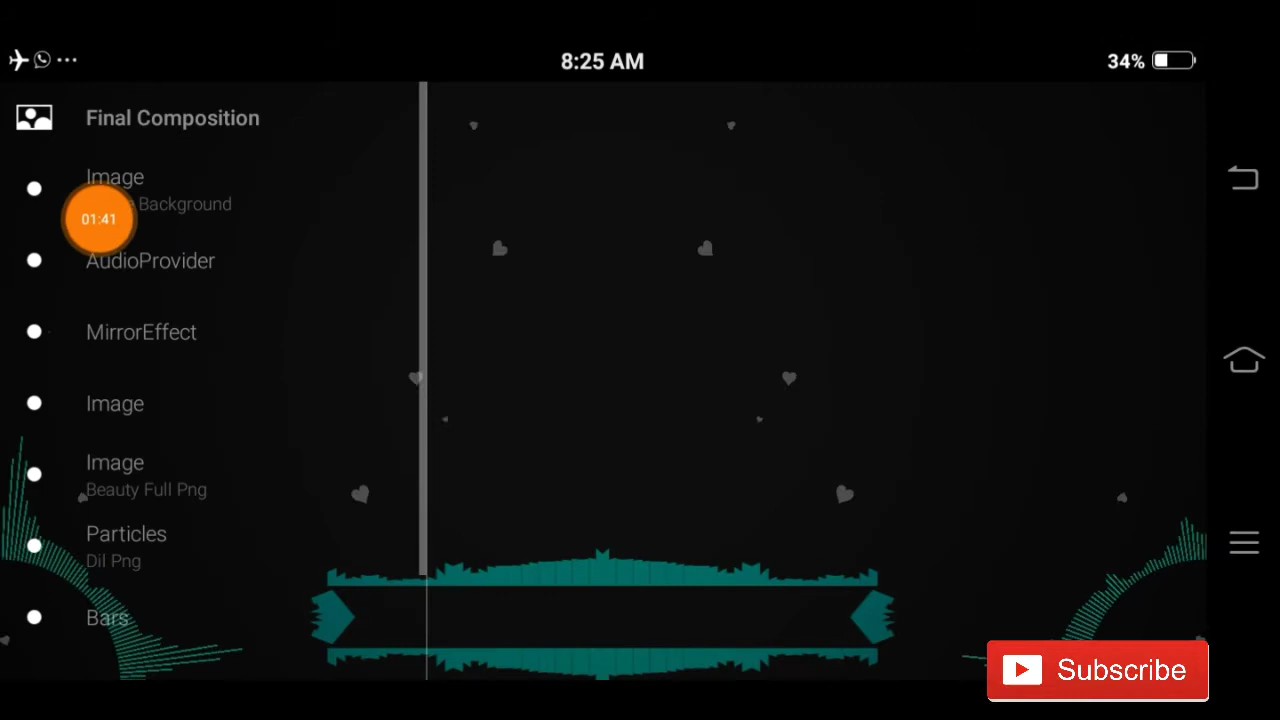 8:25 AM
34%
Final Composition
Image
Background
01:41
AudioProvider
MirrorEffect
Image
Image
Beauty Full Png
Particles
Dil Png
Bars
Subscribe